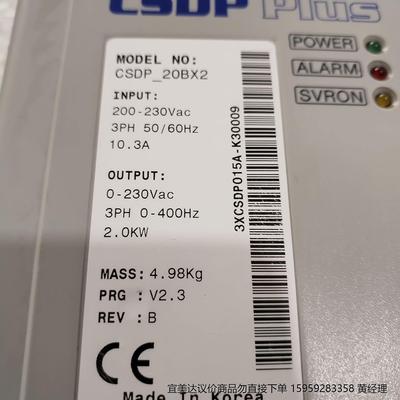 CSDP Plus
POWER
ALARM
SVRON
MODEL NO:
CSDP_20BX2
INPUT:
200-230Vac
3PH 50/60Hz
10.3A
OUTPUT:
0-230Vac
3PH 0-400Hz
2.0KW
MASS: 4.98Kg
PRG : V2.3
REV : B
CE
Made In Korea
3XCSDP015A-K30009
宜美达议价商品勿直接下单 15959283358 黄经理